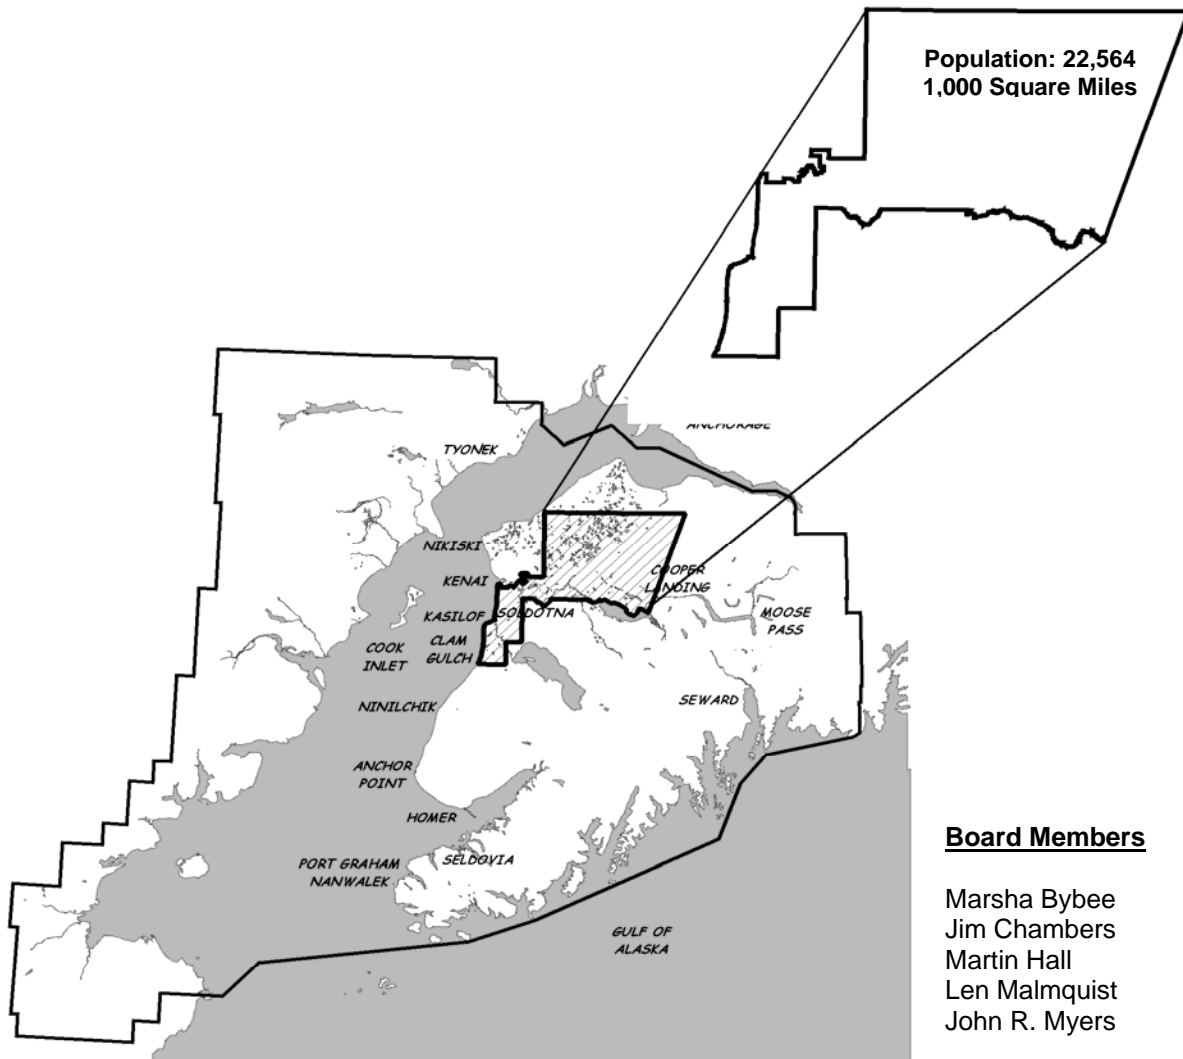 Population: 22,564
1,000 Square Miles
ANCHORAGE
TYONEK
NIKISKI
COOPER
LANDING
KENAI
KASILOF
SOLDOTNA
MOOSE
PASS
CLAM
GULCH
COOK
INLET
SEWARD
NINILCHIK
ANCHOR
POINT
HOMER
SELDOVIA
PORT GRAHAM
NANWALEK
GULF OF
ALASKA
Board Members
Marsha Bybee
Jim Chambers
Martin Hall
Len Malmquist
John R. Myers